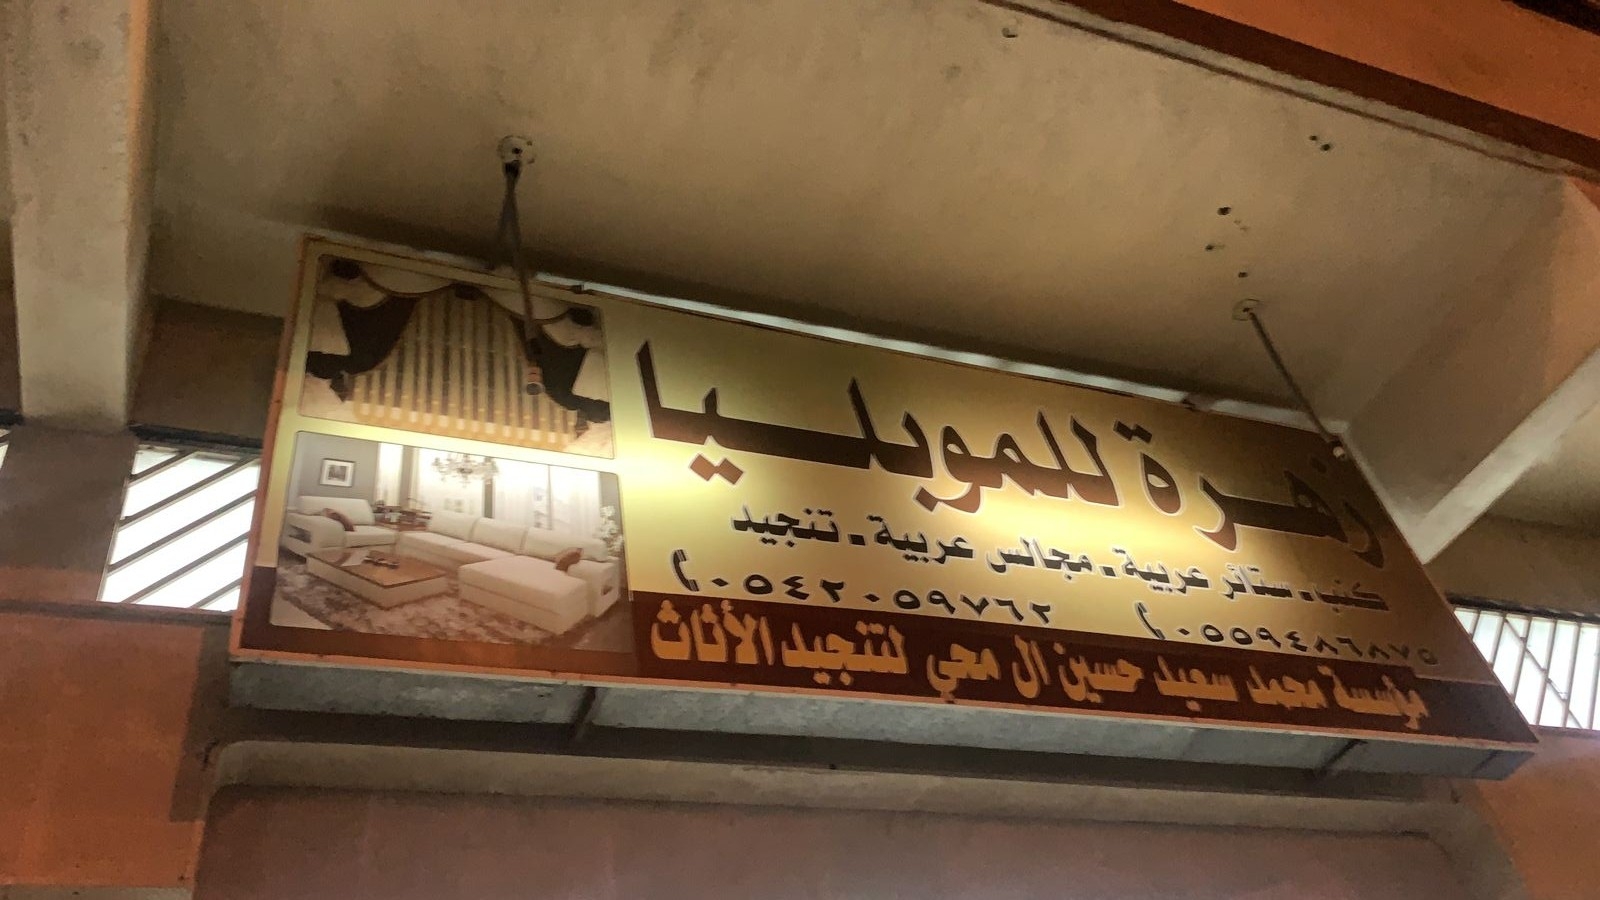 زهرة للموبليا
كنب - ستائر عربية - مجالس عربية - تنجيد
٠٥٥٩٤٨٦٨٧٥ ٠٥٤٢٠٥٩٧٦٢
مؤسسة محمد سعيد حسين ال محي لتنجيد الأثاث